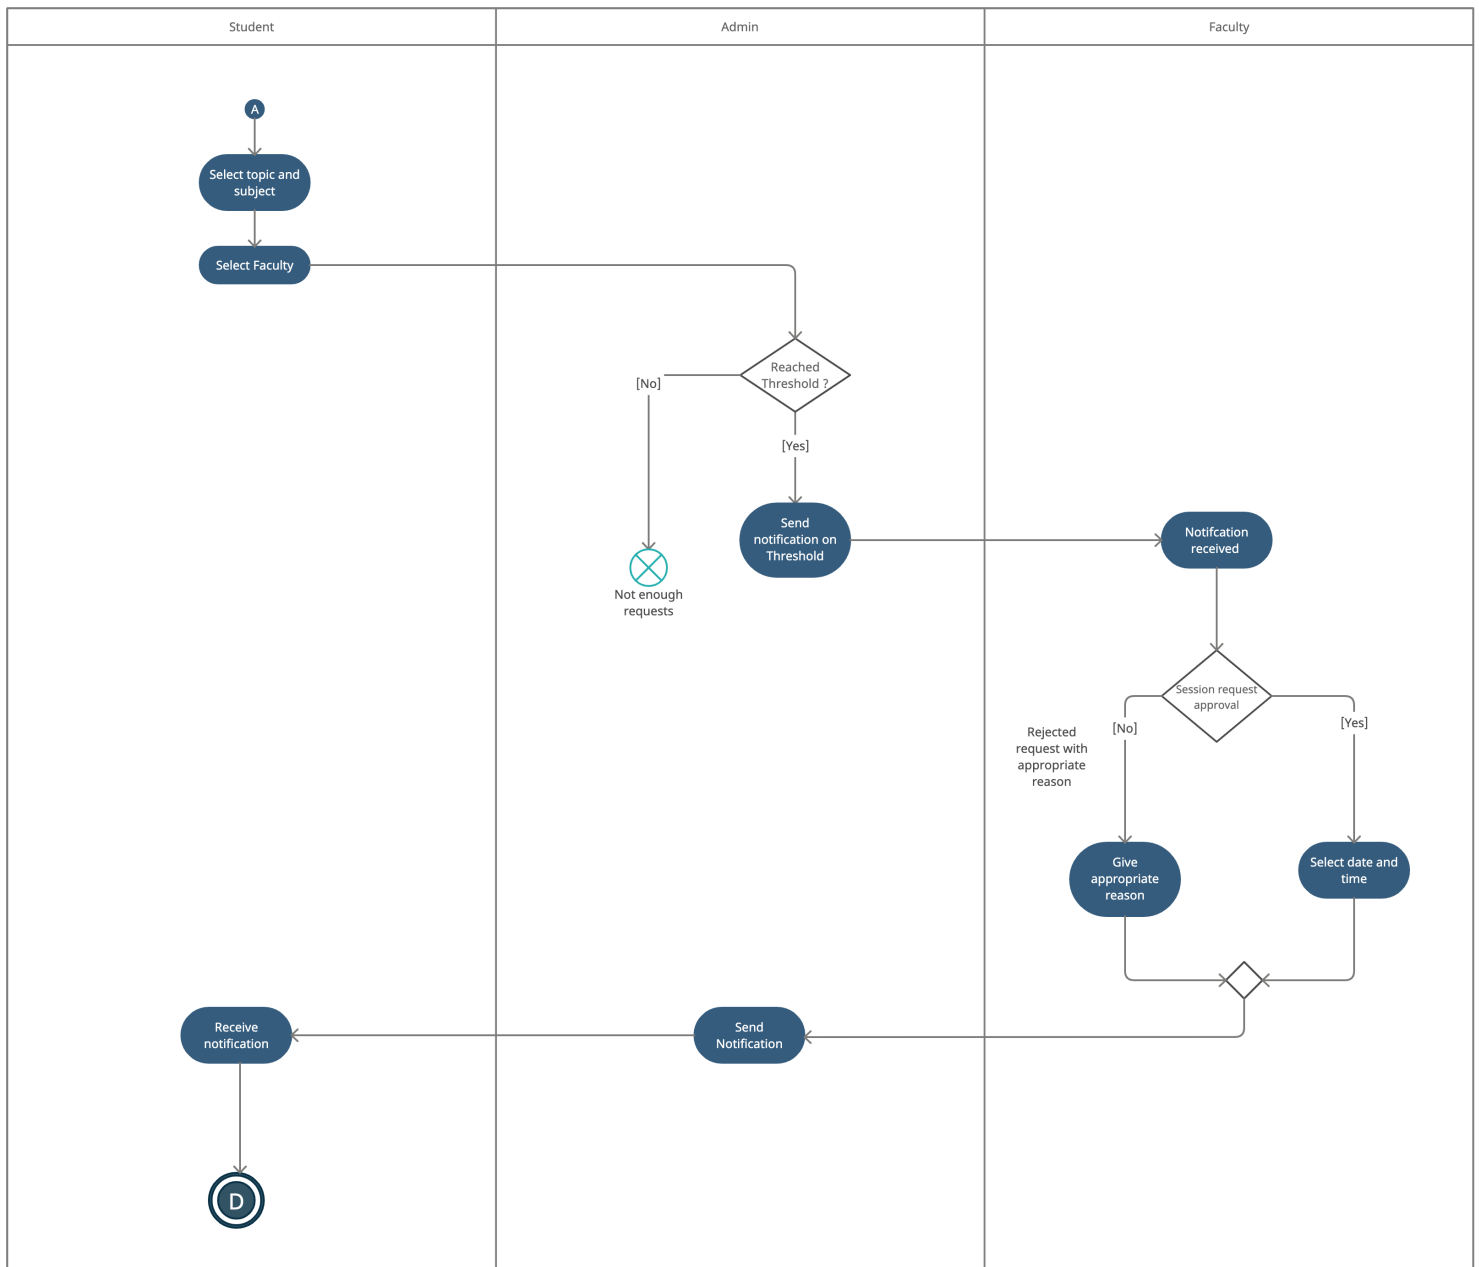 Student
Admin
Faculty
A
Select topic and
subject
Select Faculty
Reached
Threshold ?
[No]
[Yes]
Send
notification on
Threshold
Notifcation
received
Not enough
requests
Session request
approval
[No]
[Yes]
Rejected
request with
appropriate
reason
Give
appropriate
reason
Select date and
time
Receive
notification
Send
Notification
D